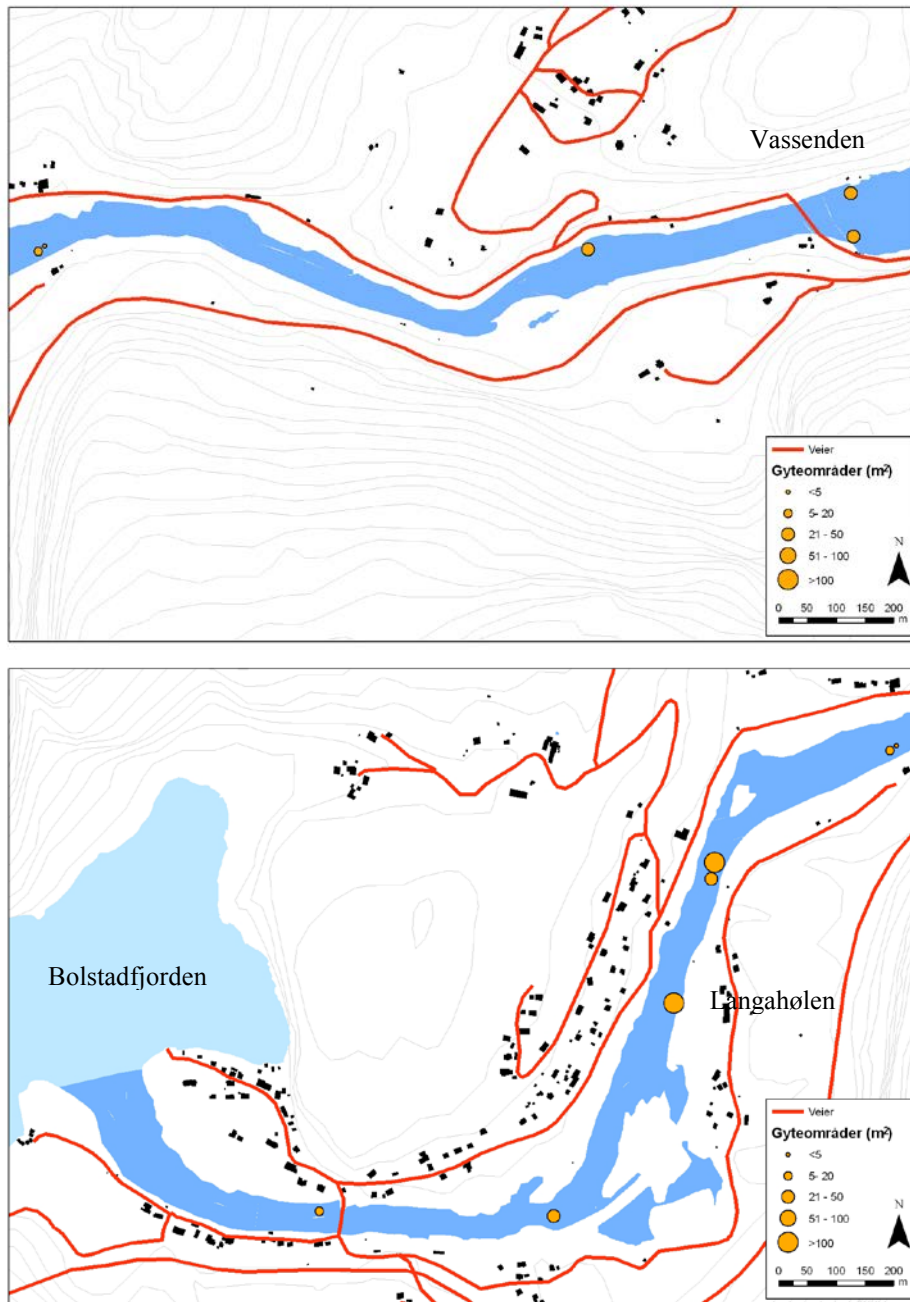 Vassenden
Veier
Gyteområder (m²)
<5
5- 20
21 - 50
51 - 100
>100
N
0 50 100 150 200
m
Bolstadfjorden
Langahølen
Veier
Gyteområder (m²)
<5
5- 20
21 - 50
51 - 100
>100
N
0 50 100 150 200
m